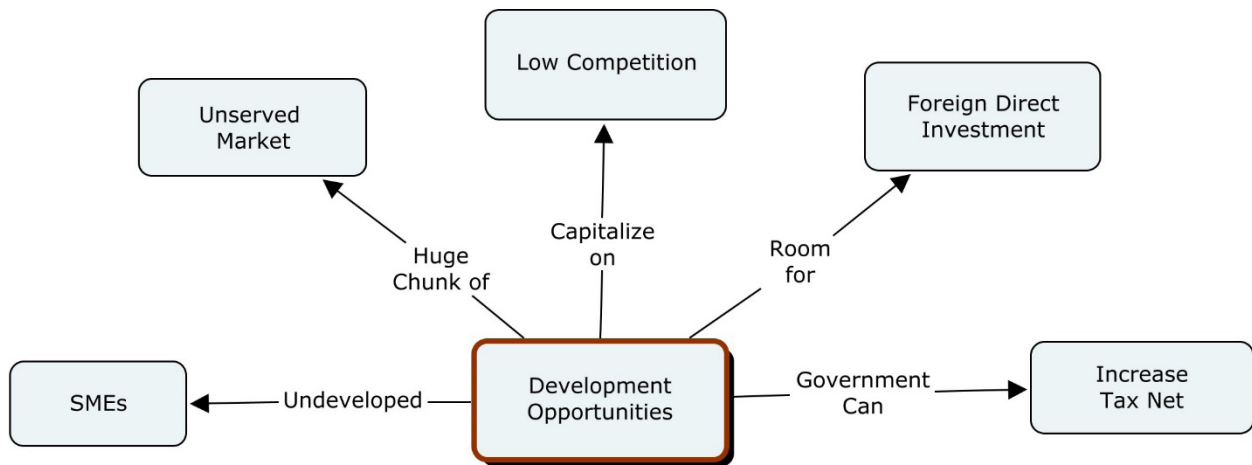 Low Competition
Unserved
Market
Foreign Direct
Investment
Huge
Chunk of
Capitalize
on
Room
for
SMEs
Undeveloped
Development
Opportunities
Government
Can
Increase
Tax Net